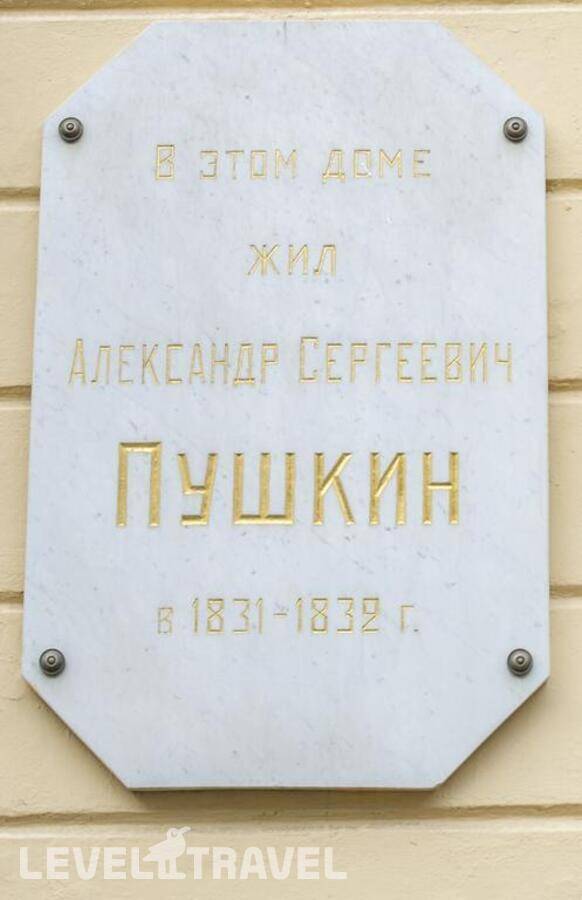 В этом доме
жил
Александр Сергеевич
Пушкин
в 1831-1832 г.
LEVEL TRAVEL